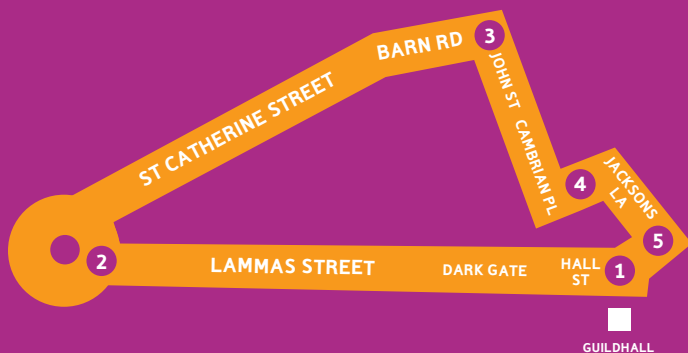 BARN RD
3
ST CATHERINE STREET
JOHN ST
CAMBRIAN PL
4
JACKSONS
LA
5
2
LAMMAS STREET
DARK GATE
HALL
ST
1
GUILDHALL